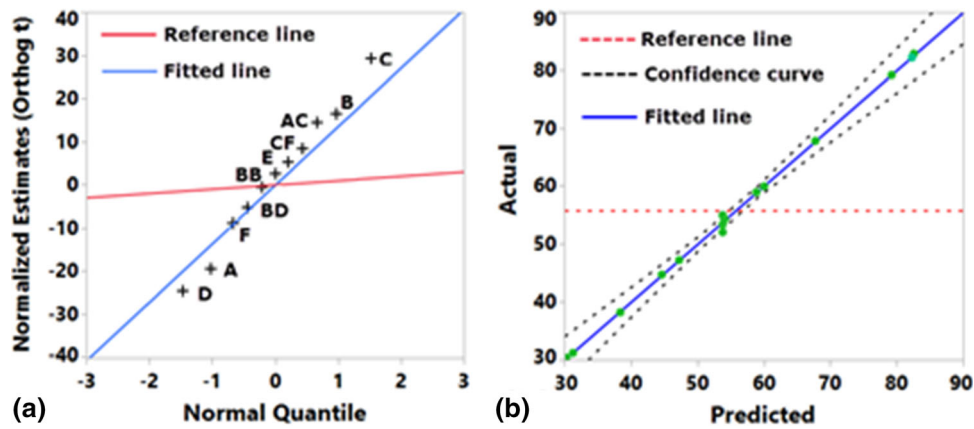 40
30
20
10
0
-10
-20
-30
-40
Normalized Estimates (Orthog t)
Reference line
Fitted line
C
B
AC
CF
E
BB
BD
F
A
D
-3 -2 -1 0 1 2 3
Normal Quantile
(a)
90
80
70
60
50
40
30
Actual
Reference line
Confidence curve
Fitted line
30 40 50 60 70 80 90
Predicted
(b)